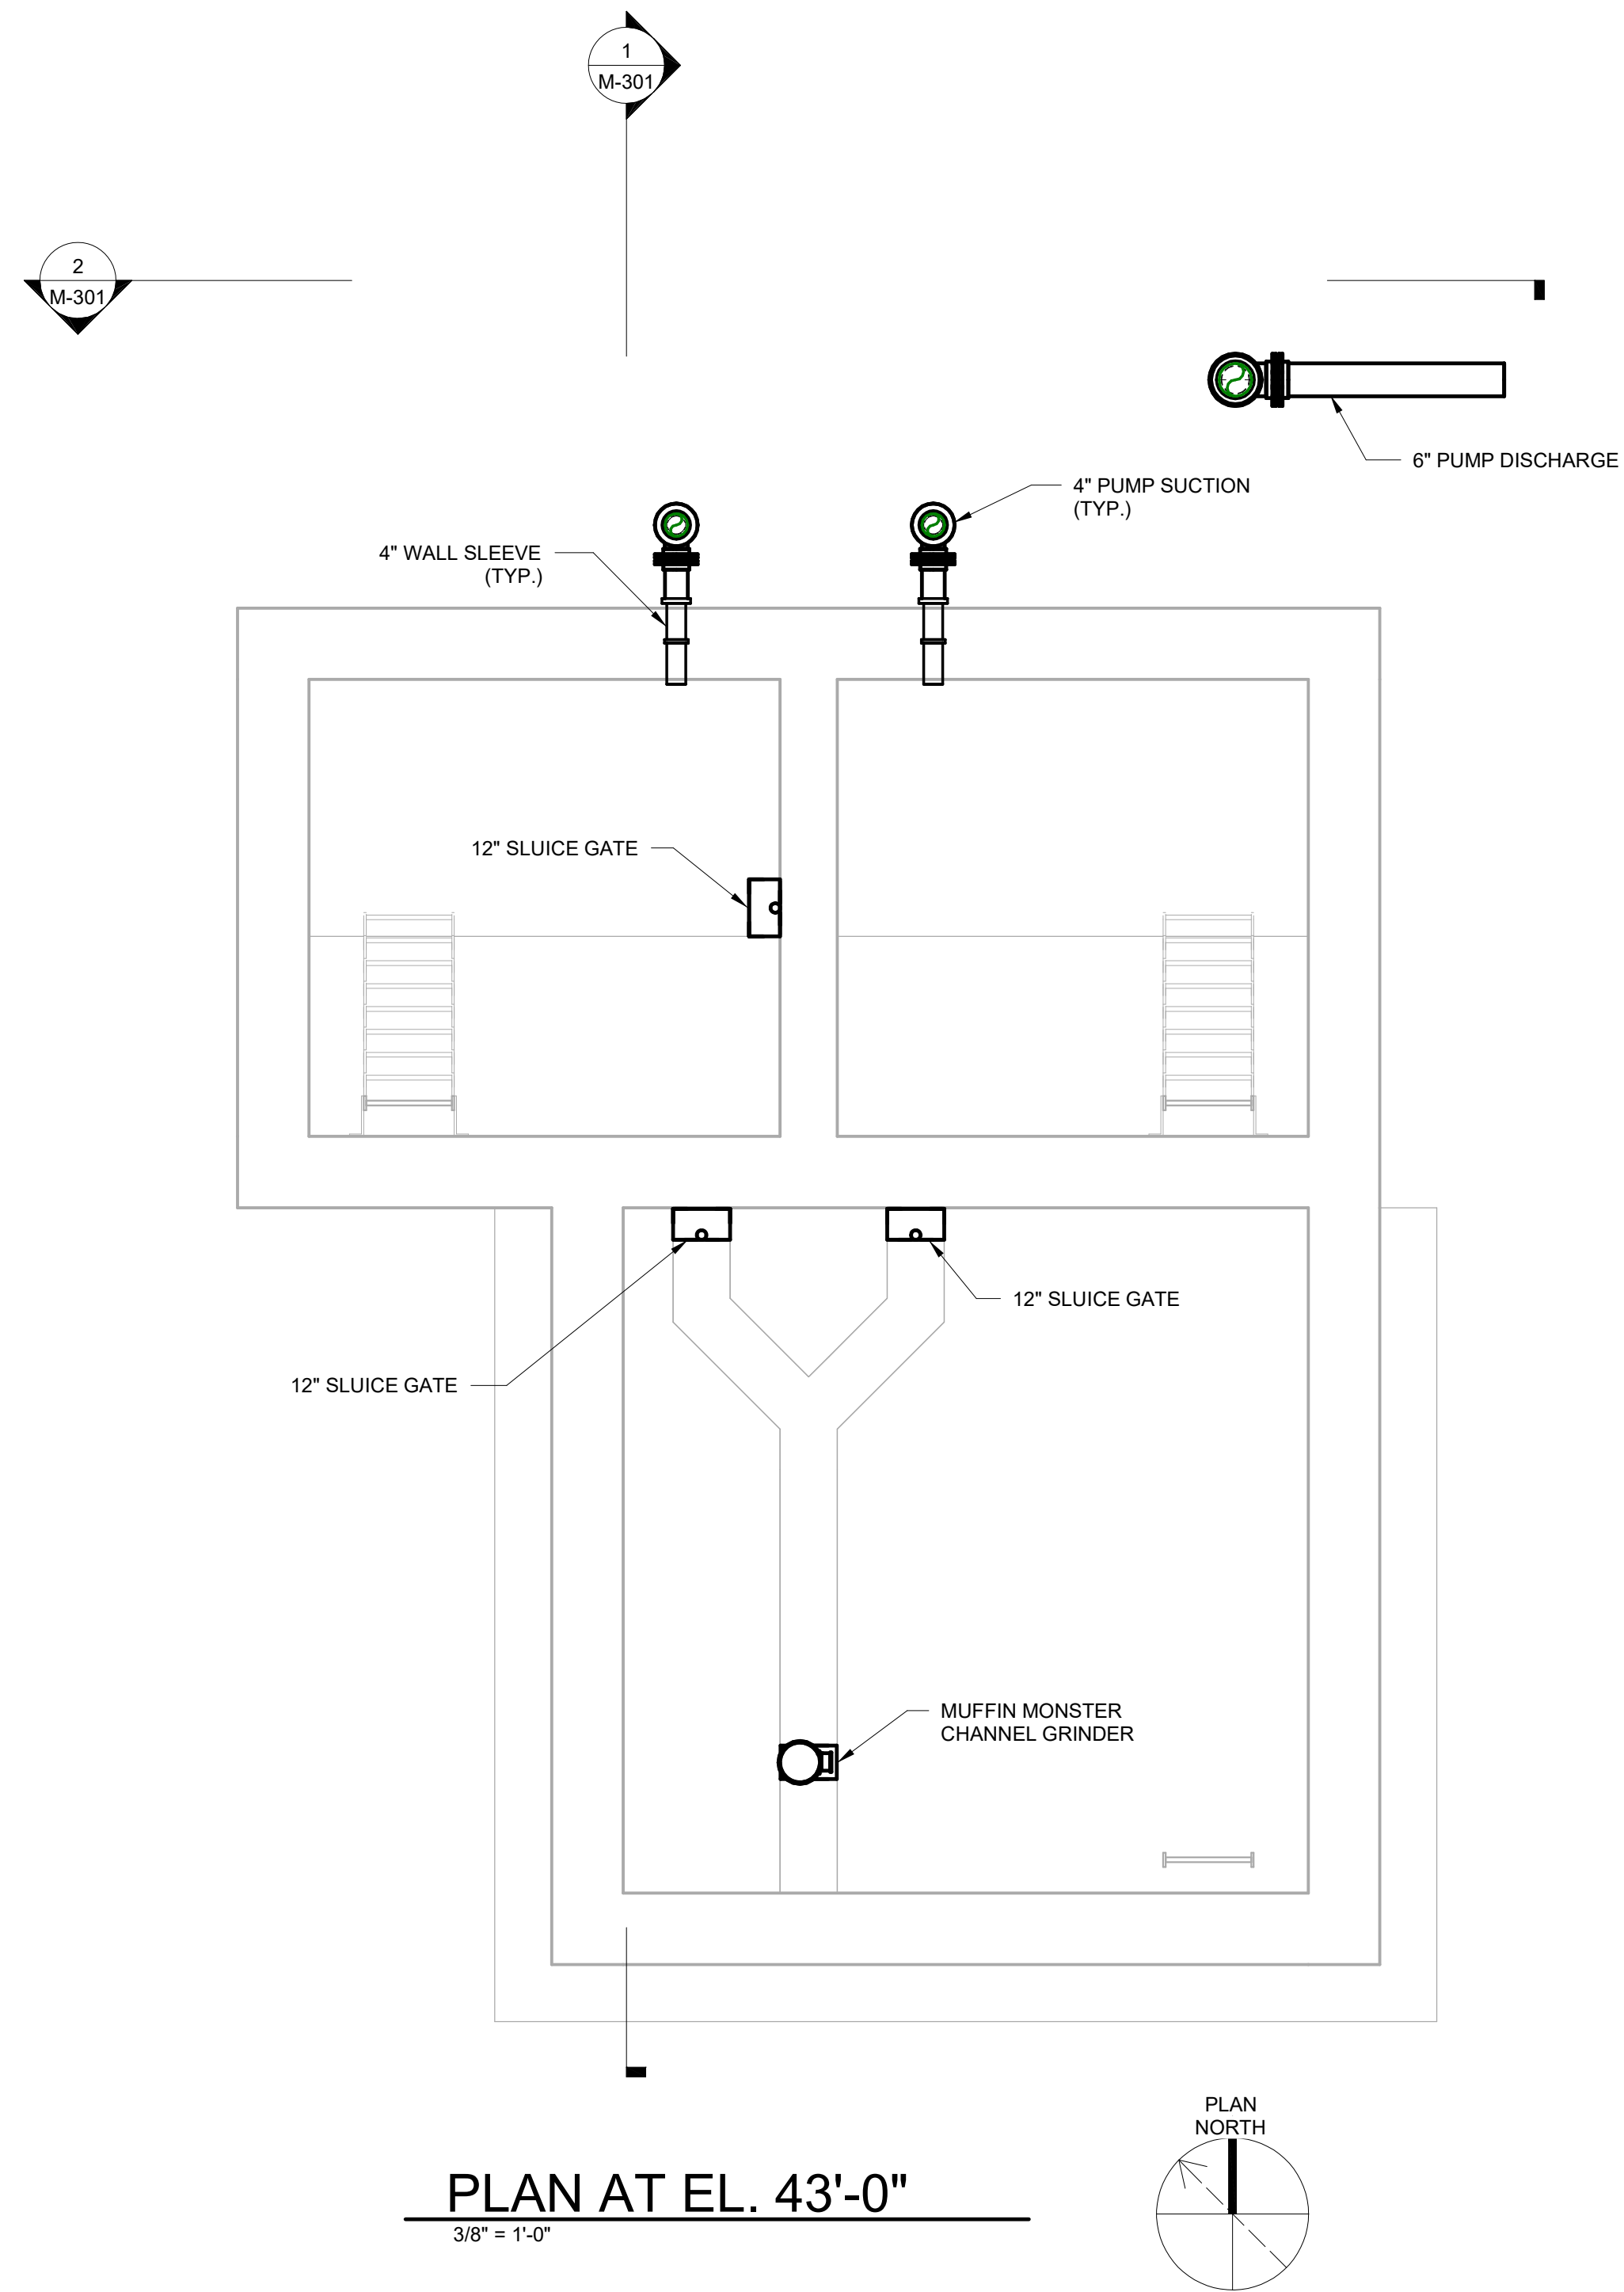 1
M-301
2
M-301
6" PUMP DISCHARGE
4" PUMP SUCTION
(TYP.)
4" WALL SLEEVE
(TYP.)
12" SLUICE GATE
12" SLUICE GATE
12" SLUICE GATE
MUFFIN MONSTER
CHANNEL GRINDER
PLAN
NORTH
PLAN AT EL. 43'-0"
3/8" = 1'-0"